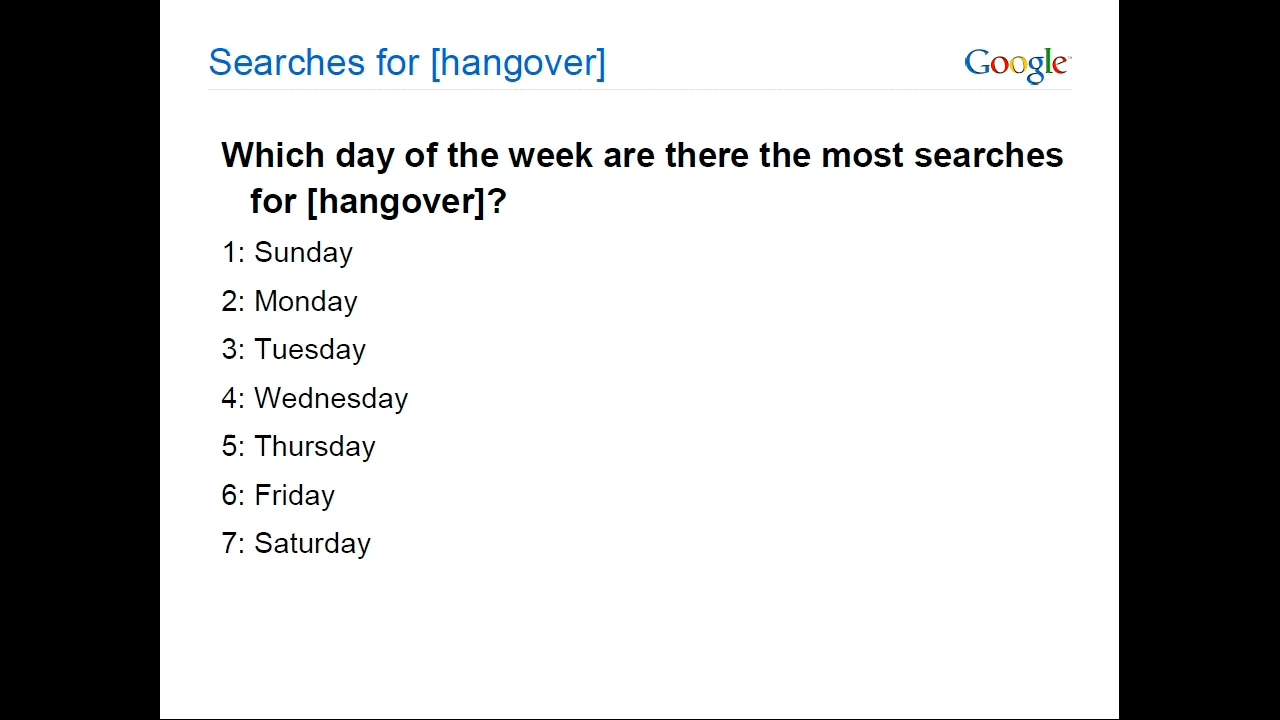 Searches for [hangover]
Google
Which day of the week are there the most searches
for [hangover]?
1: Sunday
2: Monday
3: Tuesday
4: Wednesday
5: Thursday
6: Friday
7: Saturday